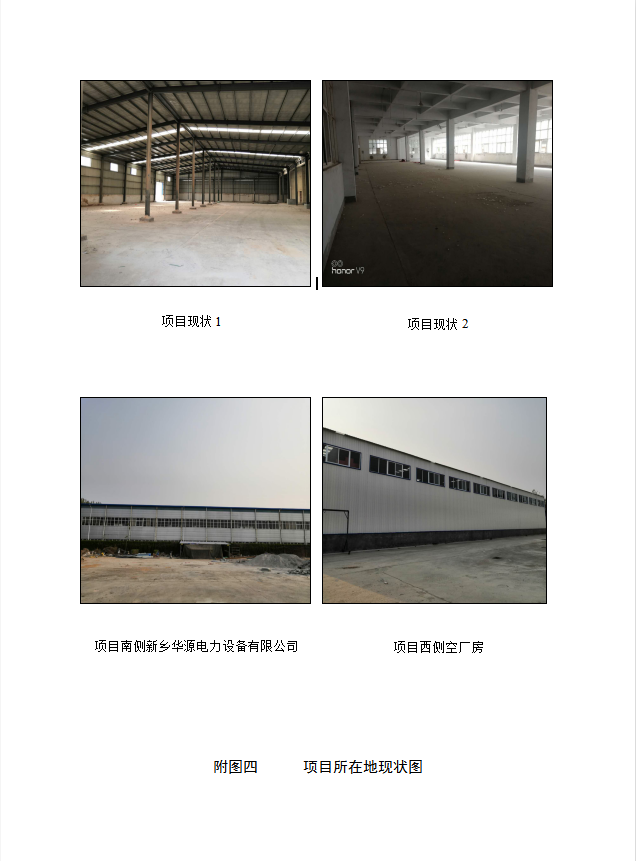 honor V9
项目现状 1
项目现状 2
项目南侧新乡华源电力设备有限公司
项目西侧空厂房
附图四 项目所在地现状图